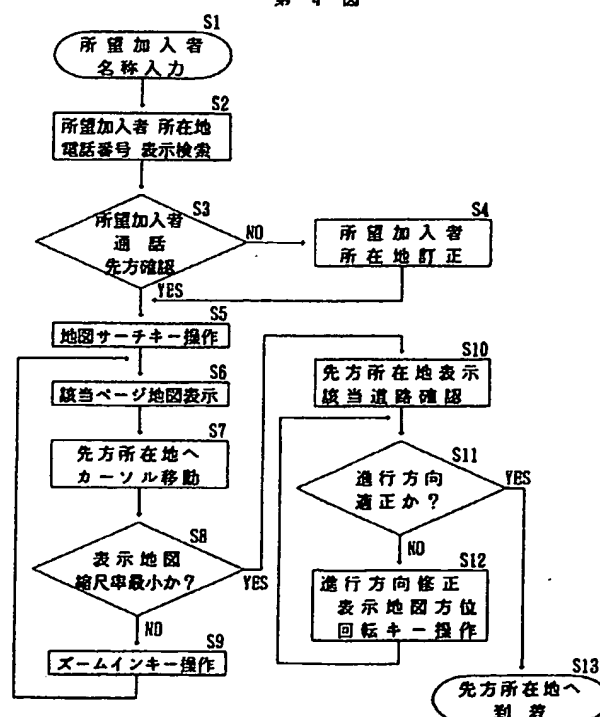 第 4 図
S1
所望加入者
名称入力
S2
所望加入者 所在地
電話番号 表示検索
S3
所望加入者
通話
先方確認
NO
YES
S4
所望加入者
所在地訂正
S5
地図サーチキー操作
S6
該当ページ地図表示
S7
先方所在地へ
カーソル移動
S8
表示地図
縮尺率最小か?
YES
NO
S9
ズームインキー操作
S10
先方所在地表示
該当道路確認
S11
進行方向
適正か?
YES
NO
S12
進行方向修正
表示地図方位
回転キー操作
S13
先方所在地へ
到着